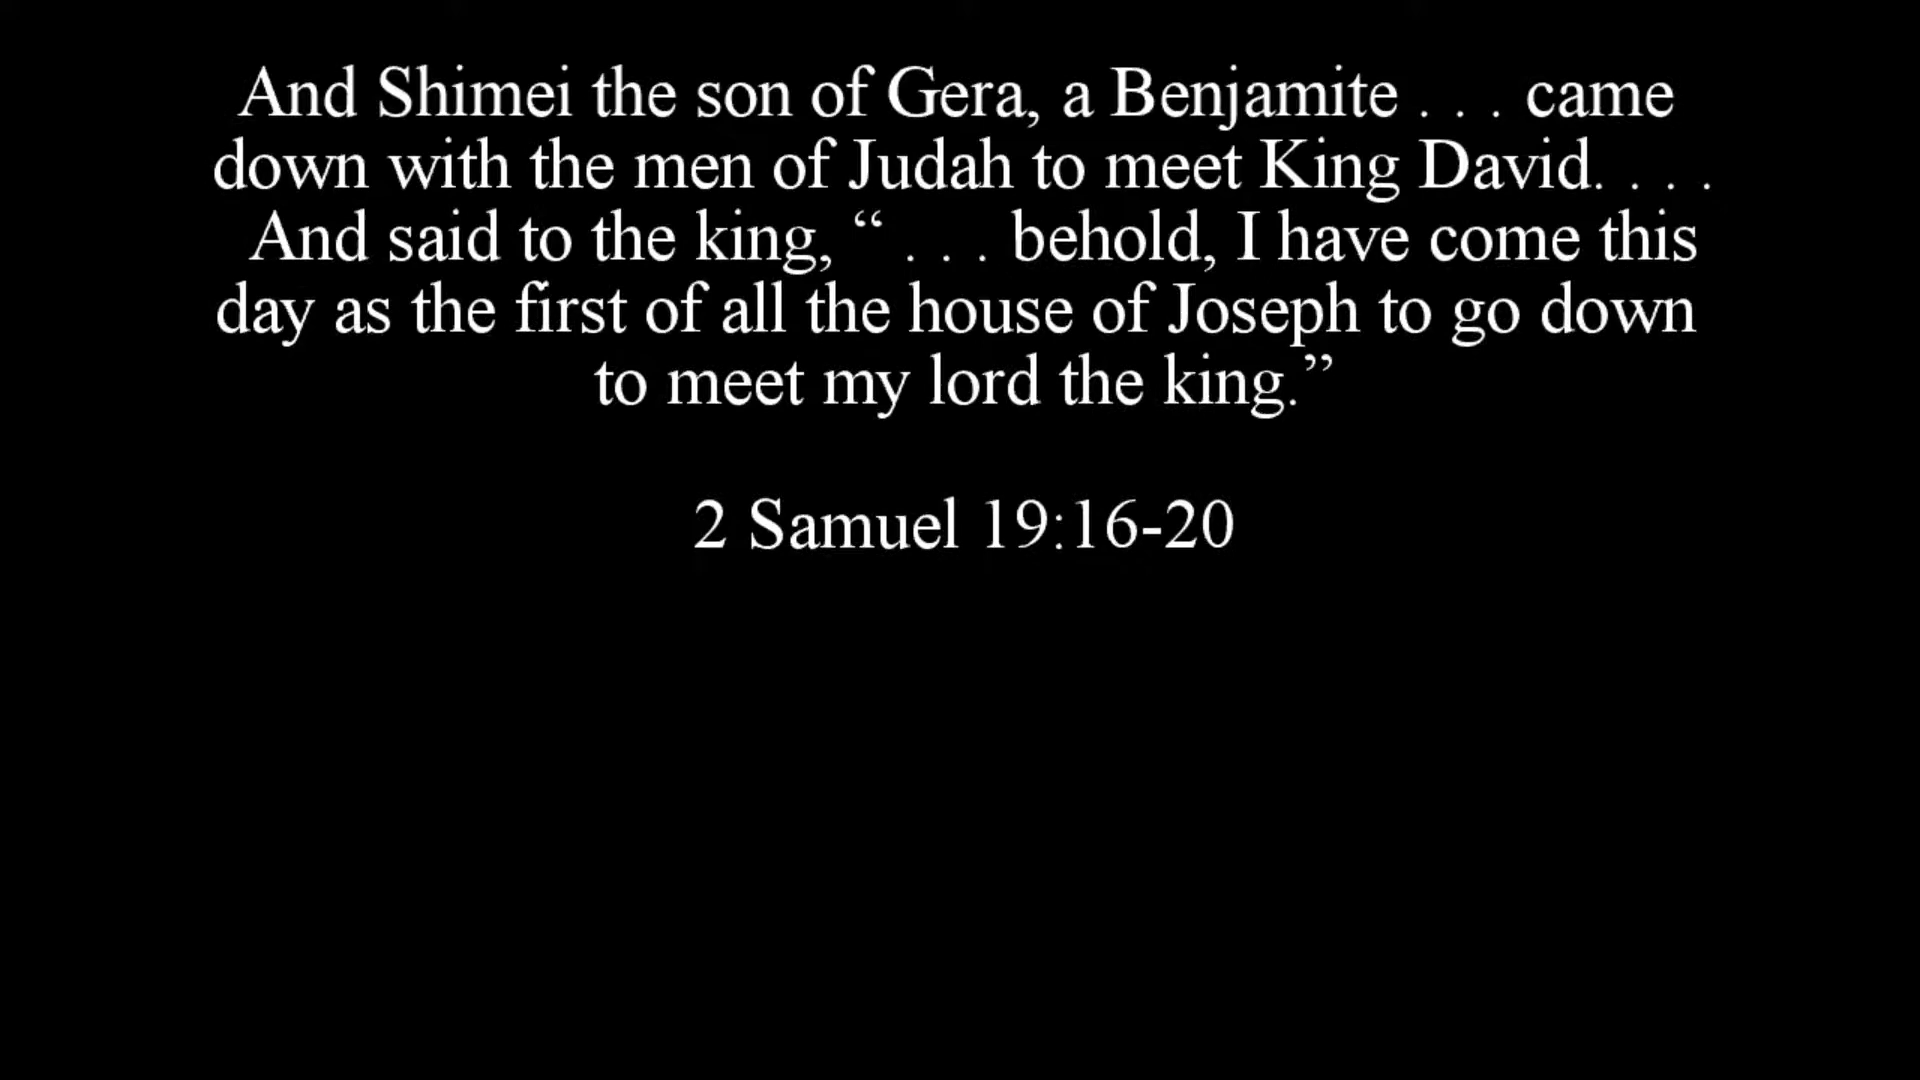 And Shimei the son of Gera, a Benjamite . . . came
down with the men of Judah to meet King David. . . .
And said to the king, “ . . . behold, I have come this
day as the first of all the house of Joseph to go down
to meet my lord the king.”
2 Samuel 19:16-20